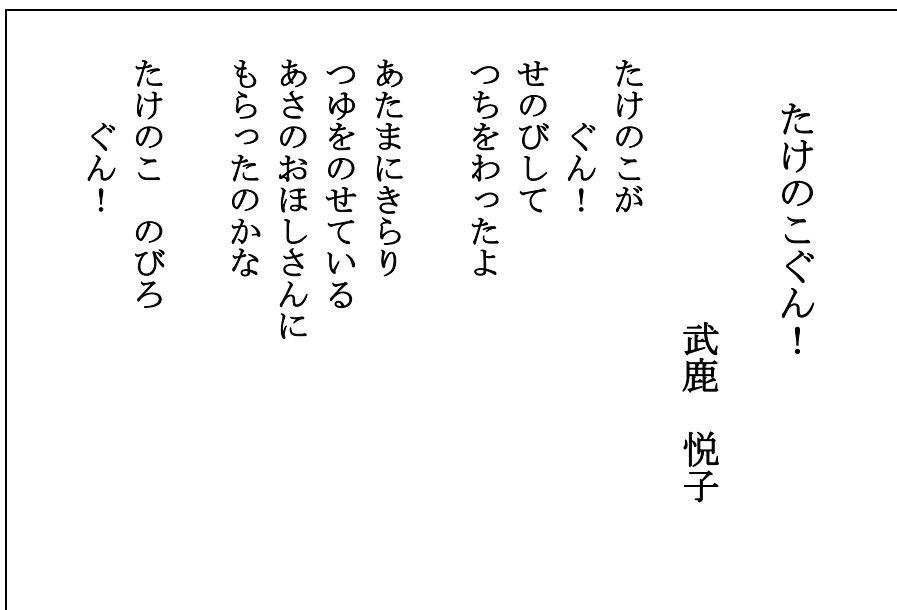 たけのこぐん！
武鹿　悦子
たけのこが
ぐん！
せのびして
つちをわったよ
あたまにきらり
つゆをのせている
あさのおほしさんに
もらったのかな
たけのこ　のびろ
ぐん！